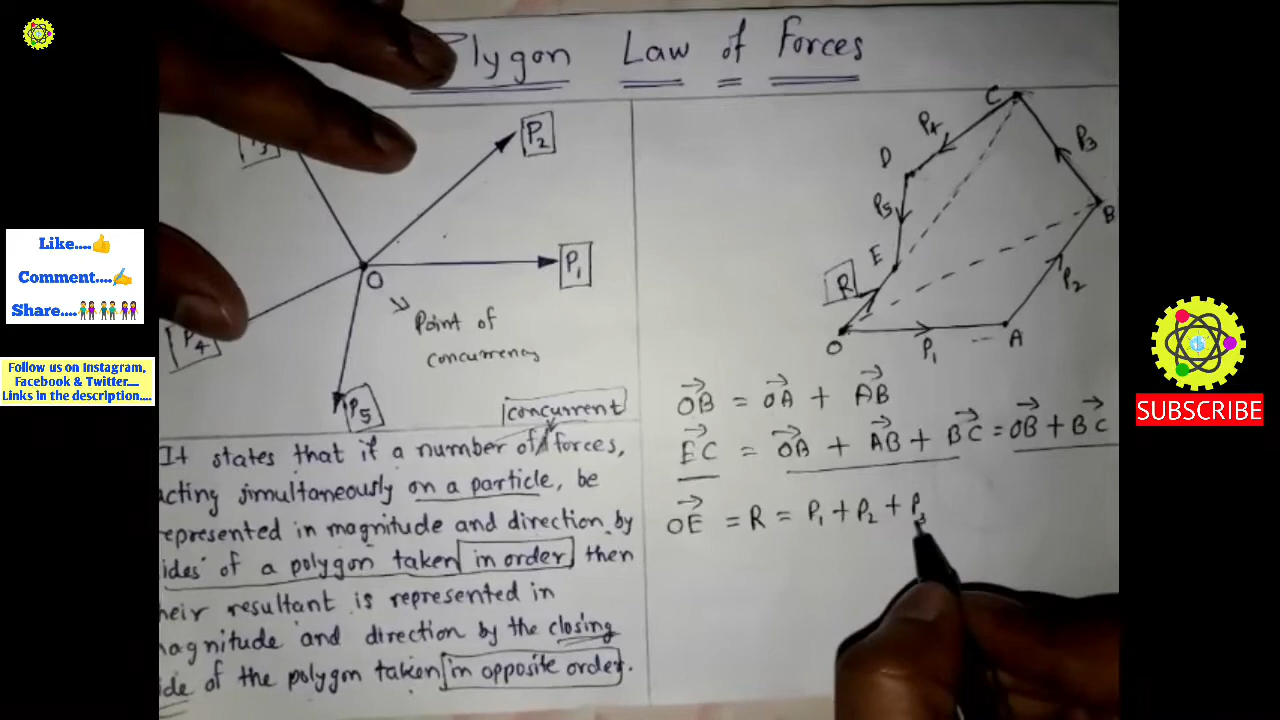 Polygon Law of Forces
P2
P1
O
Point of
concurrency
P4
P5
concurrent
It states that if a number of forces,
acting simultaneously on a particle, be
represented in magnitude and direction by
sides of a polygon taken in order then
their resultant is represented in
magnitude and direction by the closing
side of the polygon taken in opposite order.
C
P4
P3
D
P5
B
E
R
P2
O
P1
A
OB = OA + AB
EC = OA + AB + BC = OB + BC
OE = R = P1 + P2 + P3
Like....👍
Comment....✍
Share....👫👬👭
Follow us on Instagram,
Facebook & Twitter....
Links in the description....
SUBSCRIBE